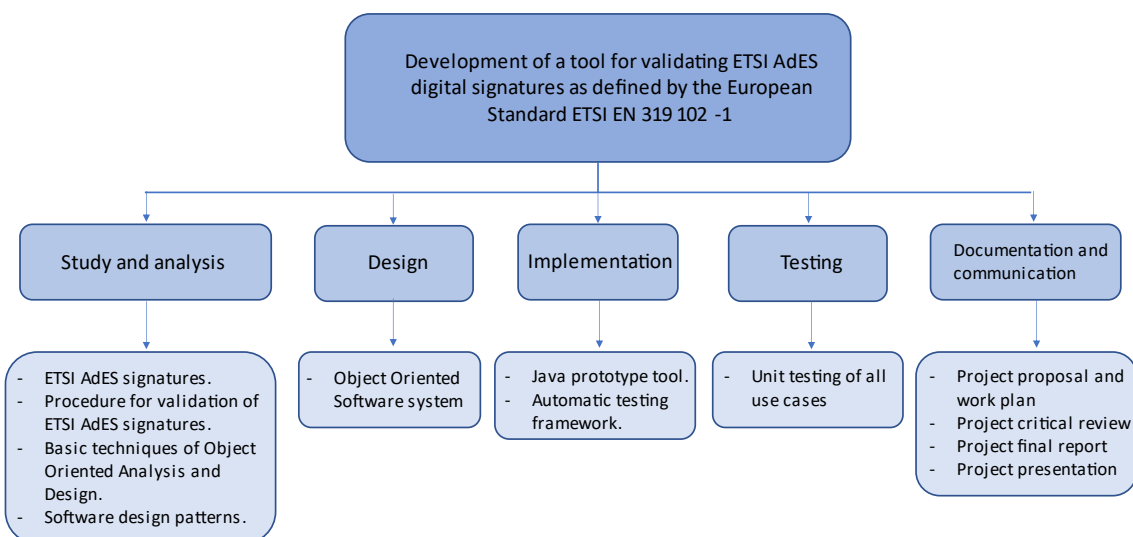 Development of a tool for validating ETSI AdES
digital signatures as defined by the European
Standard ETSI EN 319 102 -1
Study and analysis
Design
Implementation
Testing
Documentation and
communication
- ETSI AdES signatures.
- Procedure for validation of
ETSI AdES signatures.
- Basic techniques of Object
Oriented Analysis and
Design.
- Software design patterns.
- Object Oriented
Software system
- Java prototype tool.
- Automatic testing
framework.
- Unit testing of all
use cases
- Project proposal and
work plan
- Project critical review
- Project final report
- Project presentation